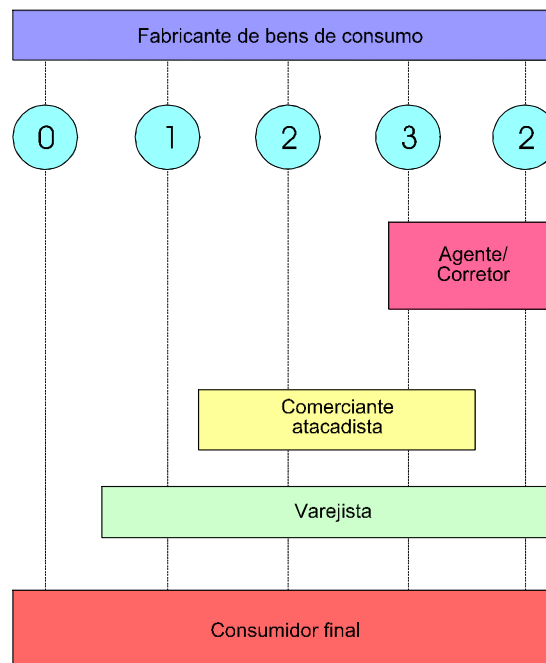 Fabricante de bens de consumo
0 1 2 3 2
Agente/
Corretor
Comerciante
atacadista
Varejista
Consumidor final